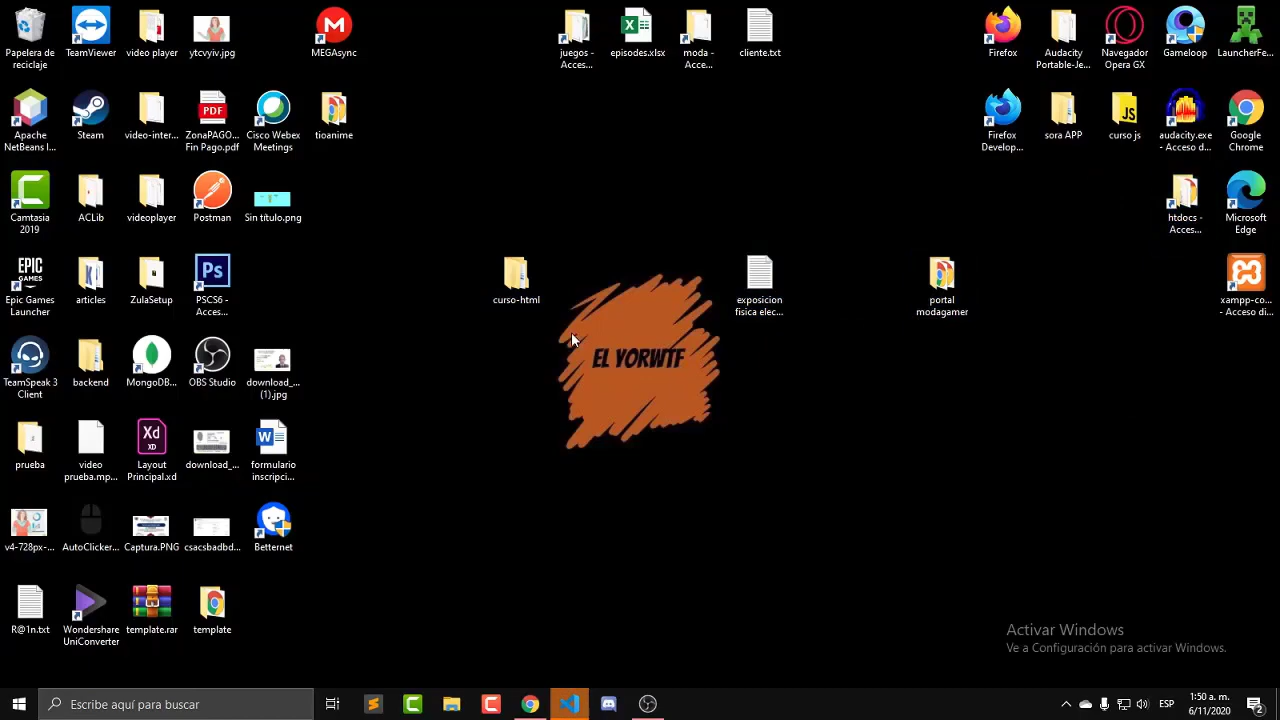 Papelera de
reciclaje
TeamViewer
video player
ytcvyiv.jpg
MEGAsync
juegos -
Acces...
episodes.xlsx
moda -
Acce...
cliente.txt
Firefox
Audacity
Portable-Je...
Navegador
Opera GX
Gameloop
LauncherFe...
Apache
NetBeans I...
Steam
video-inter...
PDF
ZonaPAGO...
Fin Pago.pdf
Cisco Webex
Meetings
tioanime
Firefox
Develop...
sora APP
JS
curso js
audacity.exe
- Acceso d...
Google
Chrome
Camtasia
2019
ACLib
videoplayer
Postman
Sin título.png
htdocs -
Acces...
Microsoft
Edge
EPIC
GAMES
Epic Games
Launcher
articles
ZulaSetup
Ps
PSCS6 -
Acces...
curso-html
exposicion
fisica elec...
portal
modagamer
xampp-co...
- Acceso di...
EL YORWTF
TeamSpeak 3
Client
backend
MongoDB...
OBS Studio
download_...
(1).jpg
prueba
video
prueba.mp...
Xd
XD
Layout
Principal.xd
download_...
W
formulario
inscripci...
v4-728px-...
AutoClicker...
Captura.PNG
csacsbadbd...
Betternet
R@1n.txt
Wondershare
UniConverter
template.rar
template
Activar Windows
Ve a Configuración para activar Windows.
Escribe aquí para buscar
ESP
1:50 a. m.
6/11/2020
2